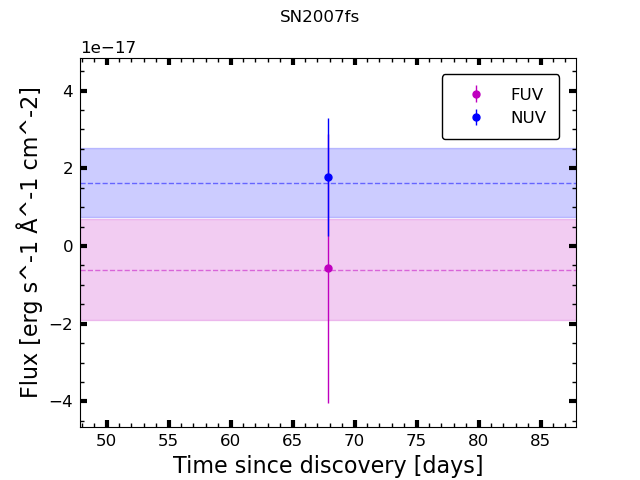 SN2007fs
1e−17
4
2
0
−2
−4
Flux [erg s^-1 Å^-1 cm^-2]
FUV
NUV
50 55 60 65 70 75 80 85
Time since discovery [days]